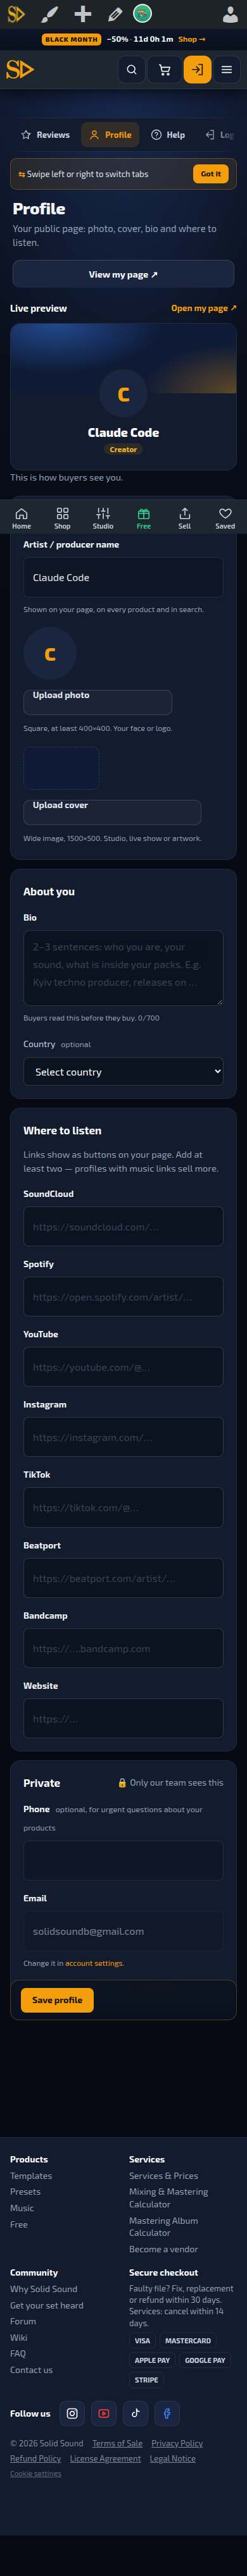 BLACK MONTH −50% · 11d 0h 1m Shop →
Reviews Profile Help Log
⇆ Swipe left or right to switch tabs Got it
Profile
Your public page: photo, cover, bio and where to
listen.
View my page ↗
Live preview Open my page ↗
C
Claude Code
Creator
This is how buyers see you.
Home Shop Studio Free Sell Saved
Artist / producer name
Claude Code
Shown on your page, on every product and in search.
C
Upload photo
Square, at least 400×400. Your face or logo.
Upload cover
Wide image, 1500×500. Studio, live show or artwork.
About you
Bio
2–3 sentences: who you are, your
sound, what is inside your packs. E.g.
Kyiv techno producer, releases on …
Buyers read this before they buy. 0/700
Country optional
Select country
Where to listen
Links show as buttons on your page. Add at
least two — profiles with music links sell more.
SoundCloud
https://soundcloud.com/…
Spotify
https://open.spotify.com/artist/…
YouTube
https://youtube.com/@…
Instagram
https://instagram.com/…
TikTok
https://tiktok.com/@…
Beatport
https://beatport.com/artist/…
Bandcamp
https://….bandcamp.com
Website
https://…
Private 🔒 Only our team sees this
Phone optional, for urgent questions about your
products
Email
solidsoundb@gmail.com
Change it in account settings.
Save profile
Products
Templates
Presets
Music
Free
Services
Services & Prices
Mixing & Mastering
Calculator
Mastering Album
Calculator
Become a vendor
Community
Why Solid Sound
Get your set heard
Forum
Wiki
FAQ
Contact us
Secure checkout
Faulty file? Fix, replacement
or refund within 30 days.
Services: cancel within 14
days.
VISA MASTERCARD
APPLE PAY GOOGLE PAY
STRIPE
Follow us
© 2026 Solid Sound Terms of Sale Privacy Policy
Refund Policy License Agreement Legal Notice
Cookie settings